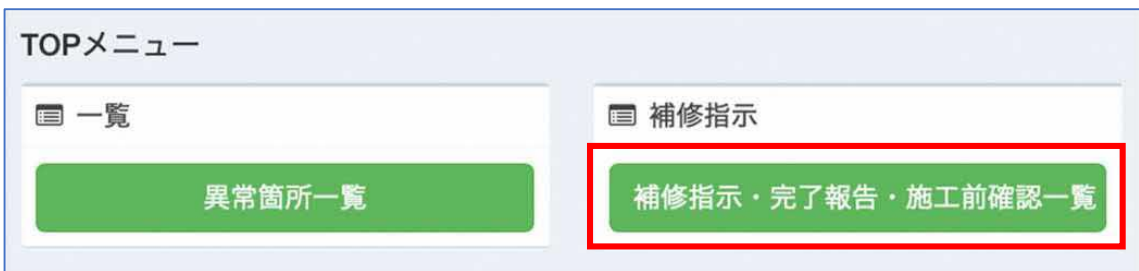 TOPメニュー
一覧
異常箇所一覧
補修指示
補修指示・完了報告・施工前確認一覧